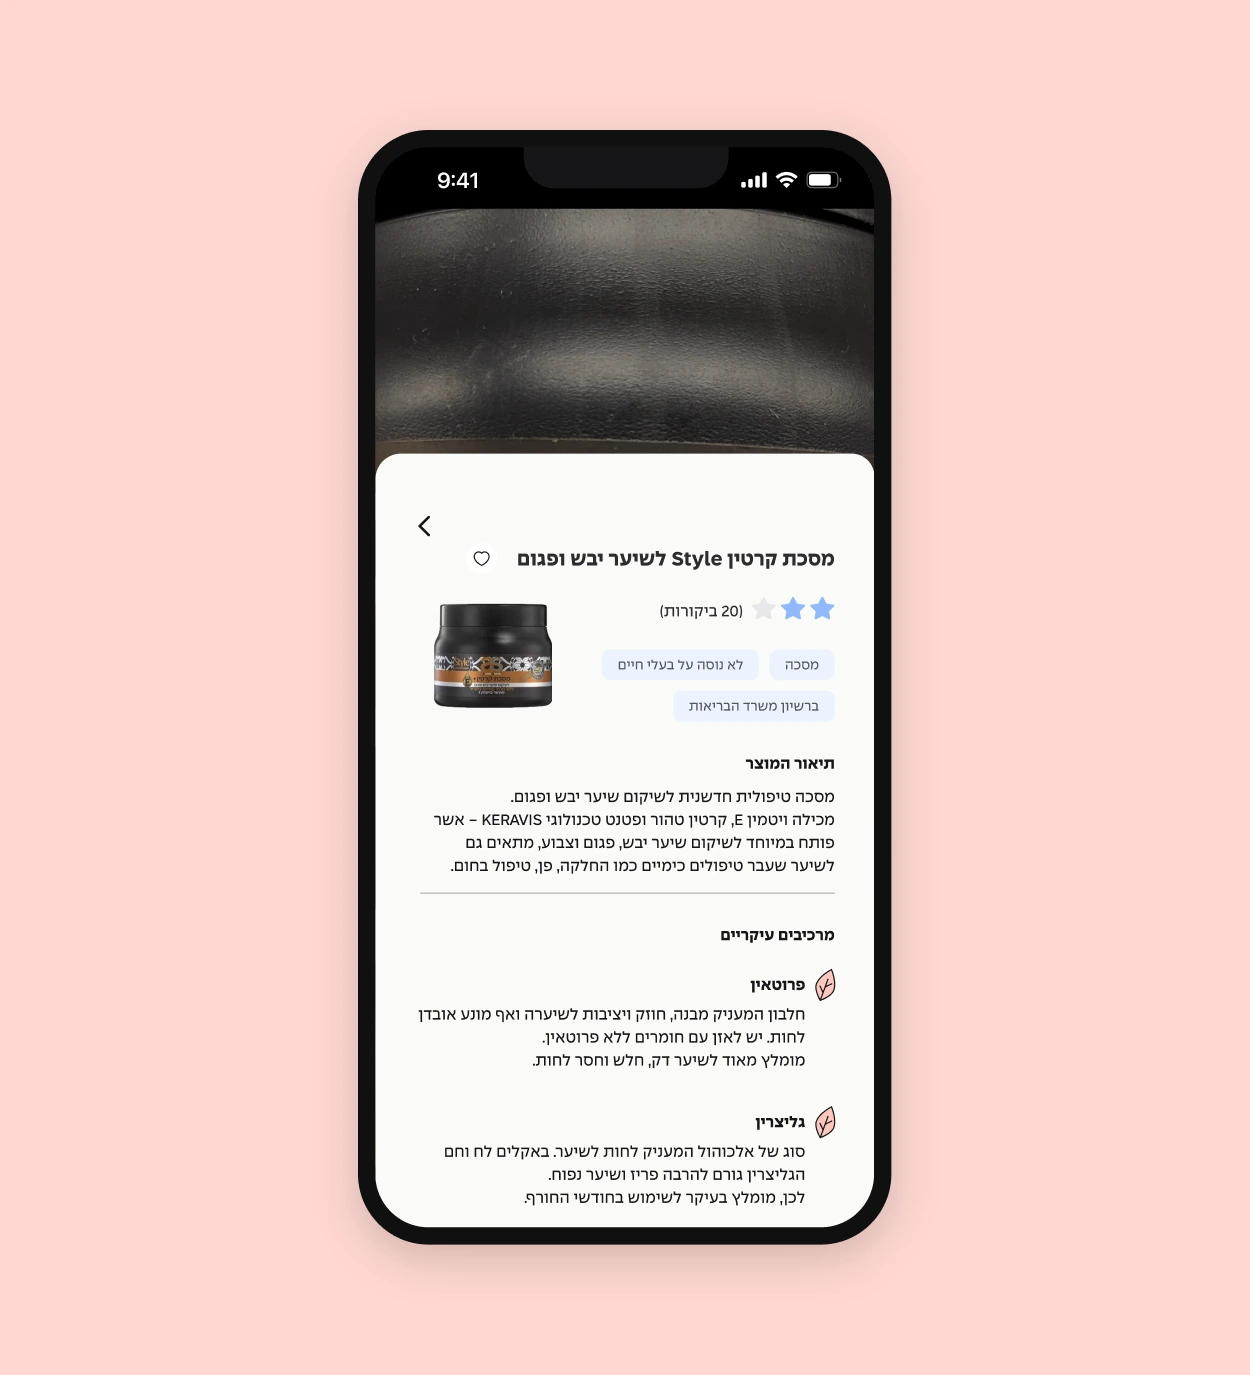 9:41
מסכת קרטין Style לשיער יבש ופגום
(20 ביקורות)
מסכה
לא נוסה על בעלי חיים
ברשיון משרד הבריאות
Style
מסכת קרטין
תיאור המוצר
מסכה טיפולית חדשנית לשיקום שיער יבש ופגום.
מכילה ויטמין E, קרטין טהור ופטנט טכנולוגי KERAVIS – אשר
פותח במיוחד לשיקום שיער יבש, פגום וצבוע, מתאים גם
לשיער שעבר טיפולים כימיים כמו החלקה, פן, טיפול בחום.
מרכיבים עיקריים
פרוטאין
חלבון המעניק מבנה, חוזק ויציבות לשיערה ואף מונע אובדן
לחות. יש לאזן עם חומרים ללא פרוטאין.
מומלץ מאוד לשיער דק, חלש וחסר לחות.
גליצרין
סוג של אלכוהול המעניק לחות לשיער. באקלים לח וחם
הגליצרין גורם להרבה פריז ושיער נפוח.
לכן, מומלץ בעיקר לשימוש בחודשי החורף.